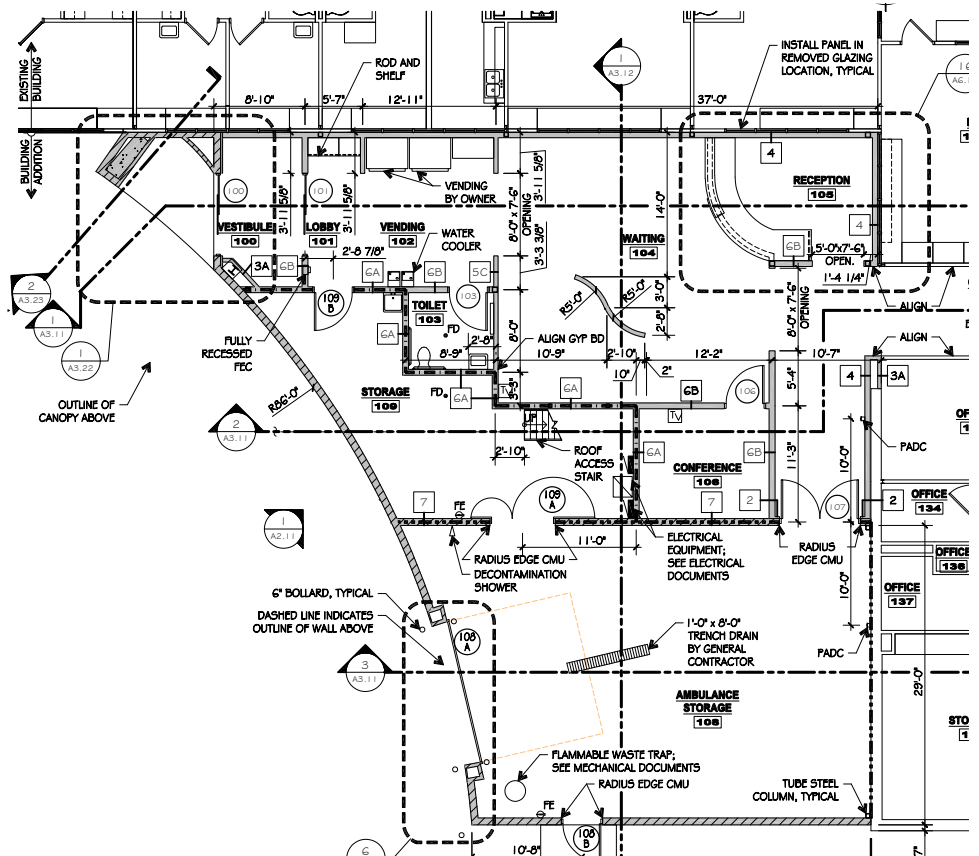 EXISTING
BUILDING
BUILDING
ADDITION
ROD AND
SHELF
1
A3.12
INSTALL PANEL IN
REMOVED GLAZING
LOCATION, TYPICAL
8'-10"
5'-7"
12'-11"
37'-0"
4
RECEPTION
105
4
100
101
3'-11 5/8"
3'-11 5/8"
VENDING
BY OWNER
8'-0" x 7'-6"
OPENING
3'-11 5/8"
3'-3 3/8"
14'-0"
VESTIBULE
100
LOBBY
101
VENDING
102
WATER
COOLER
WAITING
104
6B
5'-0"x7'-6"
OPEN.
1'-4 1/4"
2'-8 7/8"
3A
6B
6A
6B
5C
2
A3.23
1
A3.11
1
A3.22
109
B
TOILET
103
103
FD
R5'-0"
R5'-0"
3'-0"
2'-8"
8'-0" x 7'-6"
OPENING
ALIGN
ALIGN
FULLY
RECESSED
FEC
6A
2'-8"
8'-9"
8'-0"
ALIGN GYP BD
10'-9"
2'-10"
10"
2"
12'-2"
10'-7"
OUTLINE OF
CANOPY ABOVE
R86'-0"
STORAGE
109
FD
6A
3'-3"
TV
6A
6B
106
5'-4"
4
3A
TV
2
A3.11
UP
2'-10"
ROOF
ACCESS
STAIR
6A
CONFERENCE
106
6B
11'-3"
10'-0"
PADC
1
A2.11
7
FE
109
A
7
2
107
2
OFFICE
134
11'-0"
RADIUS EDGE CMU
DECONTAMINATION
SHOWER
ELECTRICAL
EQUIPMENT;
SEE ELECTRICAL
DOCUMENTS
RADIUS
EDGE CMU
OFFICE
136
OFFICE
137
10'-0"
6" BOLLARD, TYPICAL
DASHED LINE INDICATES
OUTLINE OF WALL ABOVE
108
A
1'-0" x 8'-0"
TRENCH DRAIN
BY GENERAL
CONTRACTOR
PADC
3
A3.11
29'-0"
AMBULANCE
STORAGE
108
FLAMMABLE WASTE TRAP;
SEE MECHANICAL DOCUMENTS
RADIUS EDGE CMU
TUBE STEEL
COLUMN, TYPICAL
FE
108
B
10'-8"
6